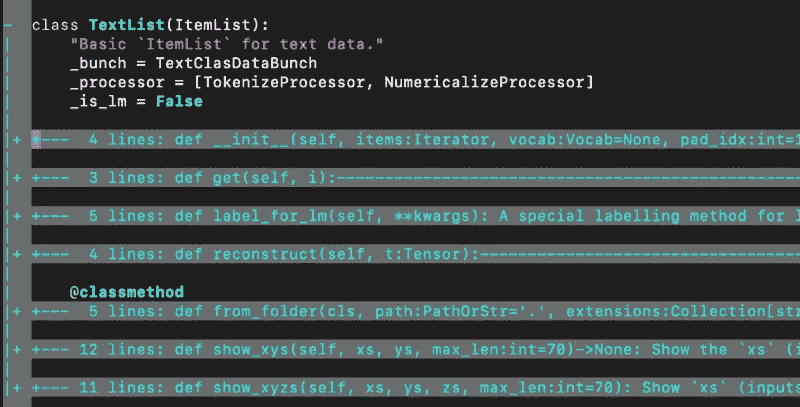 - class TextList(ItemList):
| "Basic `ItemList` for text data."
| _bunch = TextClasDataBunch
| _processor = [TokenizeProcessor, NumericalizeProcessor]
| _is_lm = False
|
|+ +--- 4 lines: def __init__(self, items:Iterator, vocab:Vocab=None, pad_idx:int=1
|
|+ +--- 3 lines: def get(self, i):-------------------------------------------------
|
|+ +--- 5 lines: def label_for_lm(self, **kwargs): A special labelling method for l
|
|+ +--- 4 lines: def reconstruct(self, t:Tensor):----------------------------------
|
| @classmethod
|+ +--- 5 lines: def from_folder(cls, path:PathOrStr='.', extensions:Collection[str
|
|+ +--- 12 lines: def show_xys(self, xs, ys, max_len:int=70)->None: Show the `xs` (i
|
|+ +--- 11 lines: def show_xyzs(self, xs, ys, zs, max_len:int=70): Show `xs` (inputs